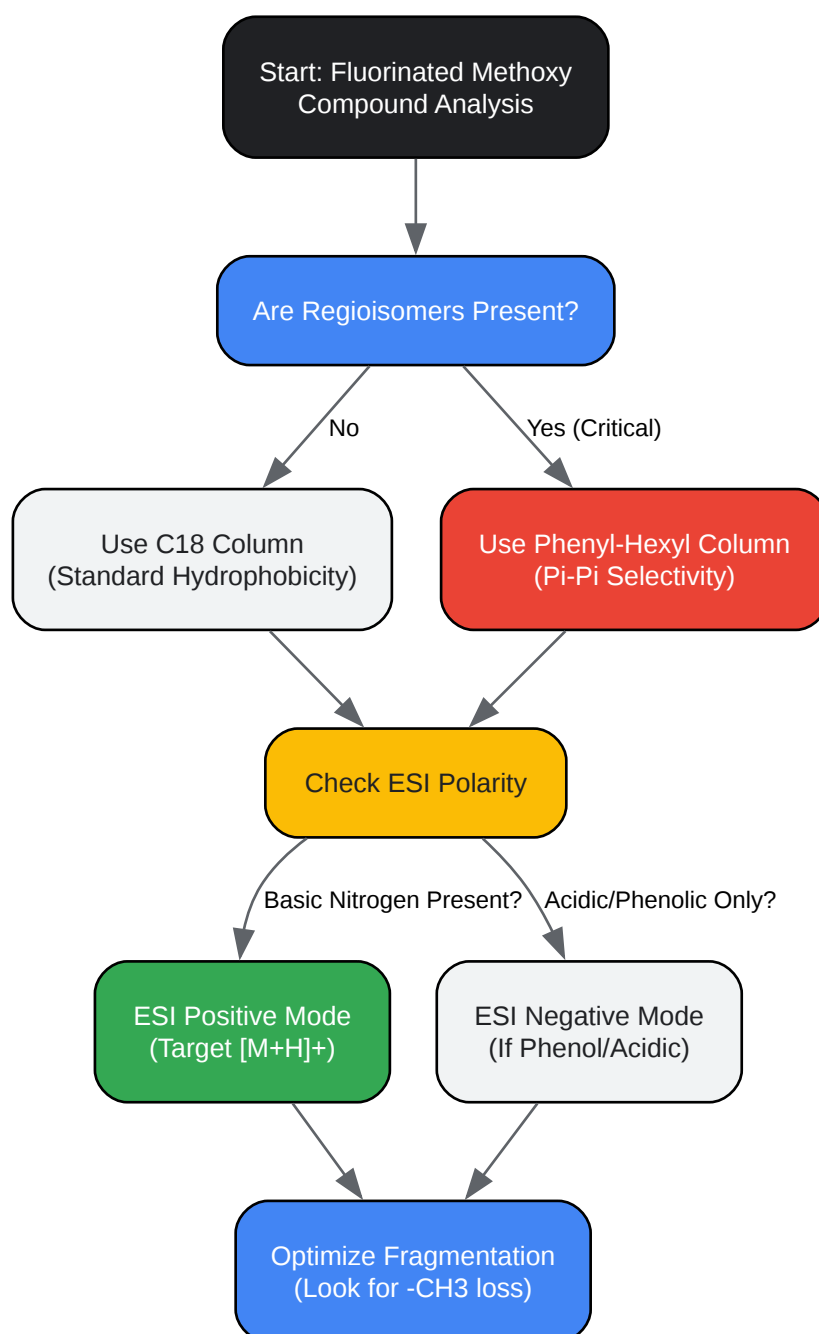 Start: Fluorinated Methoxy
Compound Analysis
Are Regioisomers Present?
No
Yes (Critical)
Use C18 Column
(Standard Hydrophobicity)
Use Phenyl-Hexyl Column
(Pi-Pi Selectivity)
Check ESI Polarity
Basic Nitrogen Present?
Acidic/Phenolic Only?
ESI Positive Mode
(Target [M+H]+)
ESI Negative Mode
(If Phenol/Acidic)
Optimize Fragmentation
(Look for -CH3 loss)